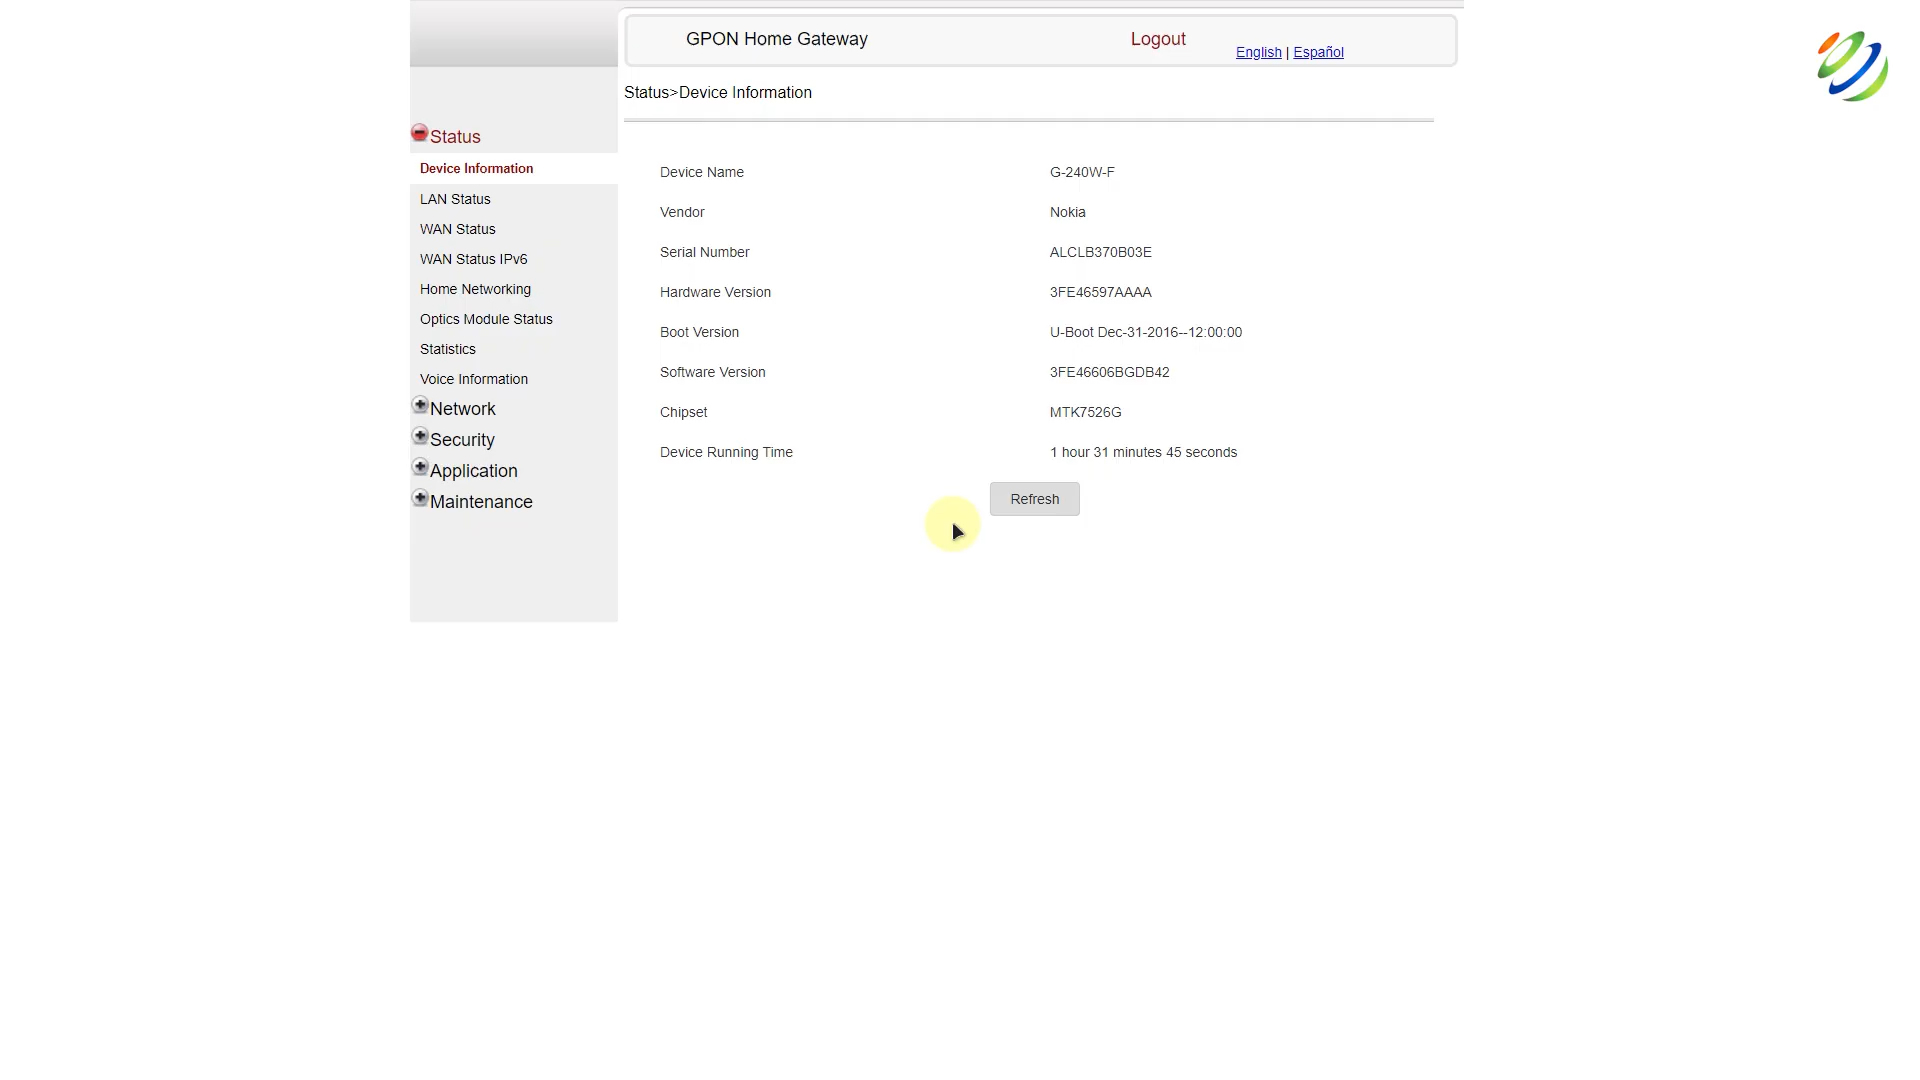 GPON Home Gateway
Logout
English | Español
Status>Device Information
Status
Device Information
LAN Status
WAN Status
WAN Status IPv6
Home Networking
Optics Module Status
Statistics
Voice Information
Network
Security
Application
Maintenance
Device Name G-240W-F
Vendor Nokia
Serial Number ALCLB370B03E
Hardware Version 3FE46597AAAA
Boot Version U-Boot Dec-31-2016--12:00:00
Software Version 3FE46606BGDB42
Chipset MTK7526G
Device Running Time 1 hour 31 minutes 45 seconds
Refresh